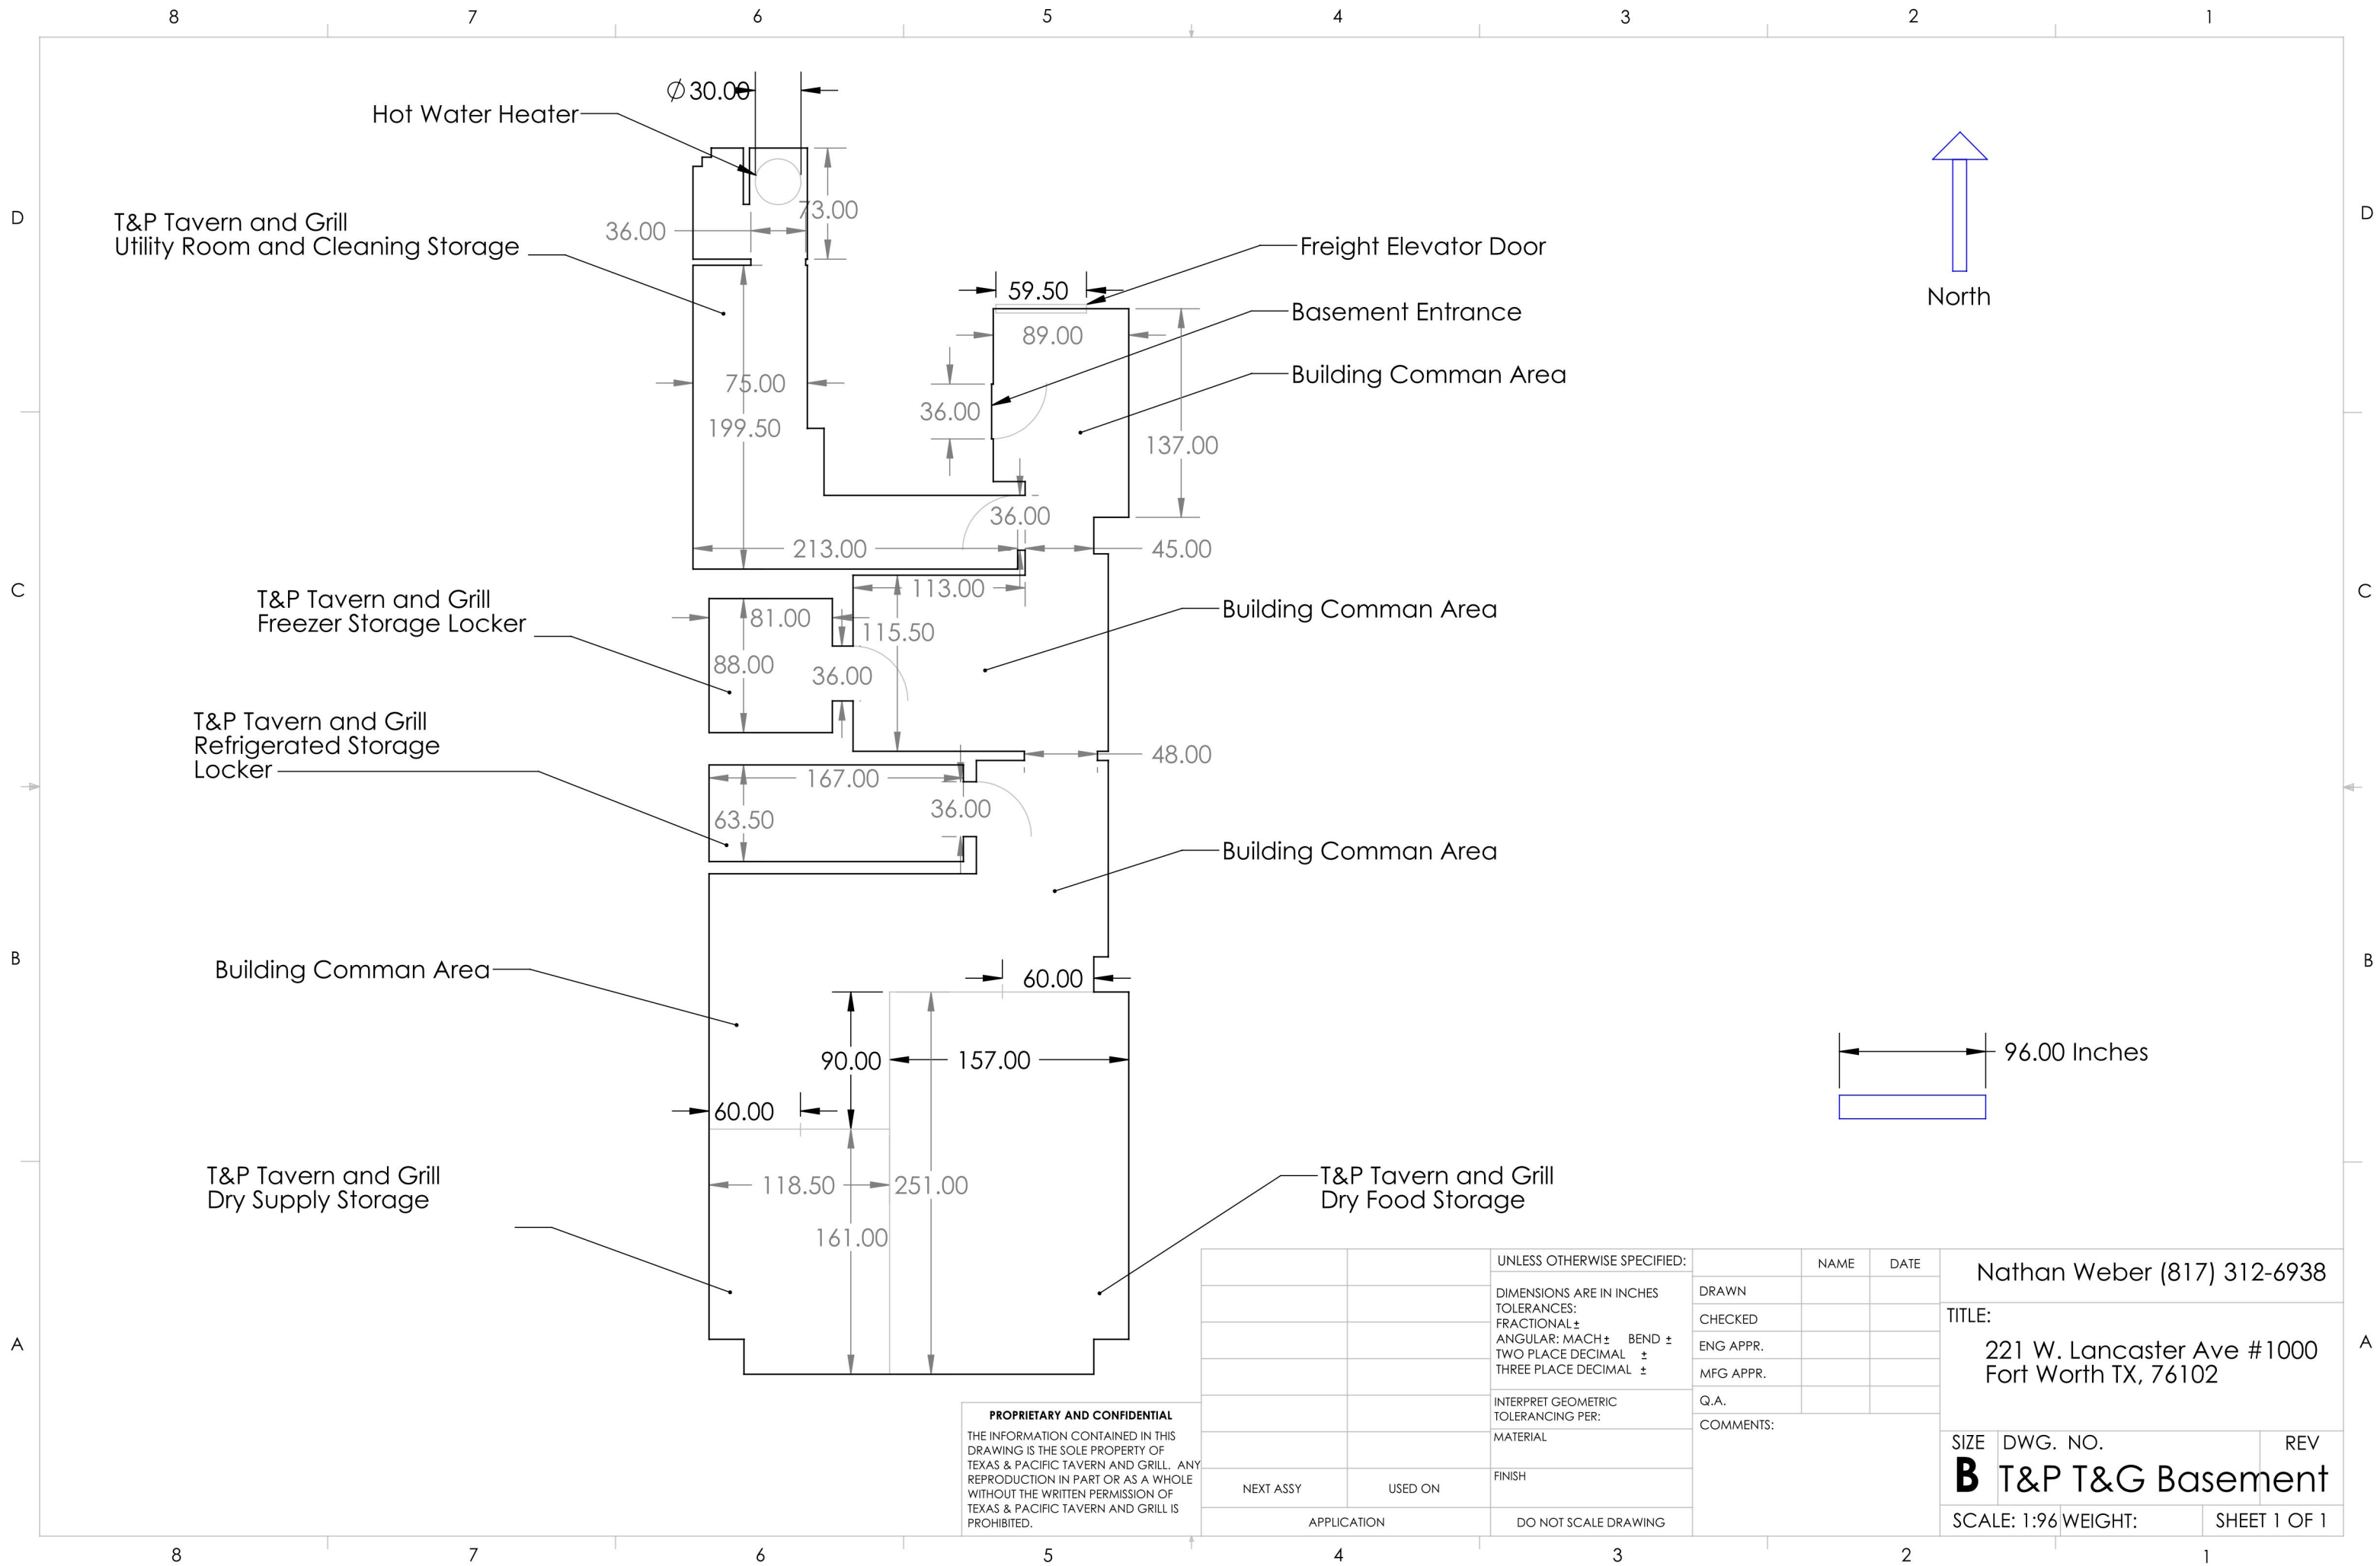 8 7 6 5 4 3 2 1
Ø30.00
Hot Water Heater
D
D
73.00
T&P Tavern and Grill
Utility Room and Cleaning Storage
36.00
North
Freight Elevator Door
59.50
Basement Entrance
89.00
Building Comman Area
75.00
36.00
199.50
137.00
36.00
213.00
45.00
C
C
113.00
T&P Tavern and Grill
Freezer Storage Locker
81.00
115.50
Building Comman Area
88.00
36.00
T&P Tavern and Grill
Refrigerated Storage
Locker
48.00
167.00
36.00
63.50
Building Comman Area
B
B
Building Comman Area
60.00
90.00
157.00
96.00 Inches
60.00
T&P Tavern and Grill
Dry Supply Storage
118.50
251.00
T&P Tavern and Grill
Dry Food Storage
161.00
A
A
PROPRIETARY AND CONFIDENTIAL
THE INFORMATION CONTAINED IN THIS
DRAWING IS THE SOLE PROPERTY OF
TEXAS & PACIFIC TAVERN AND GRILL. ANY
REPRODUCTION IN PART OR AS A WHOLE
WITHOUT THE WRITTEN PERMISSION OF
TEXAS & PACIFIC TAVERN AND GRILL IS
PROHIBITED.
NEXT ASSY
USED ON
APPLICATION
UNLESS OTHERWISE SPECIFIED:
DIMENSIONS ARE IN INCHES
TOLERANCES:
FRACTIONAL ±
ANGULAR: MACH ± BEND ±
TWO PLACE DECIMAL ±
THREE PLACE DECIMAL ±
INTERPRET GEOMETRIC
TOLERANCING PER:
MATERIAL
FINISH
DO NOT SCALE DRAWING
NAME
DATE
DRAWN
CHECKED
ENG APPR.
MFG APPR.
Q.A.
COMMENTS:
Nathan Weber (817) 312-6938
TITLE:
221 W. Lancaster Ave #1000
Fort Worth TX, 76102
SIZE
DWG. NO.
REV
B
T&P T&G Basement
SCALE: 1:96
WEIGHT:
SHEET 1 OF 1
8 7 6 5 4 3 2 1